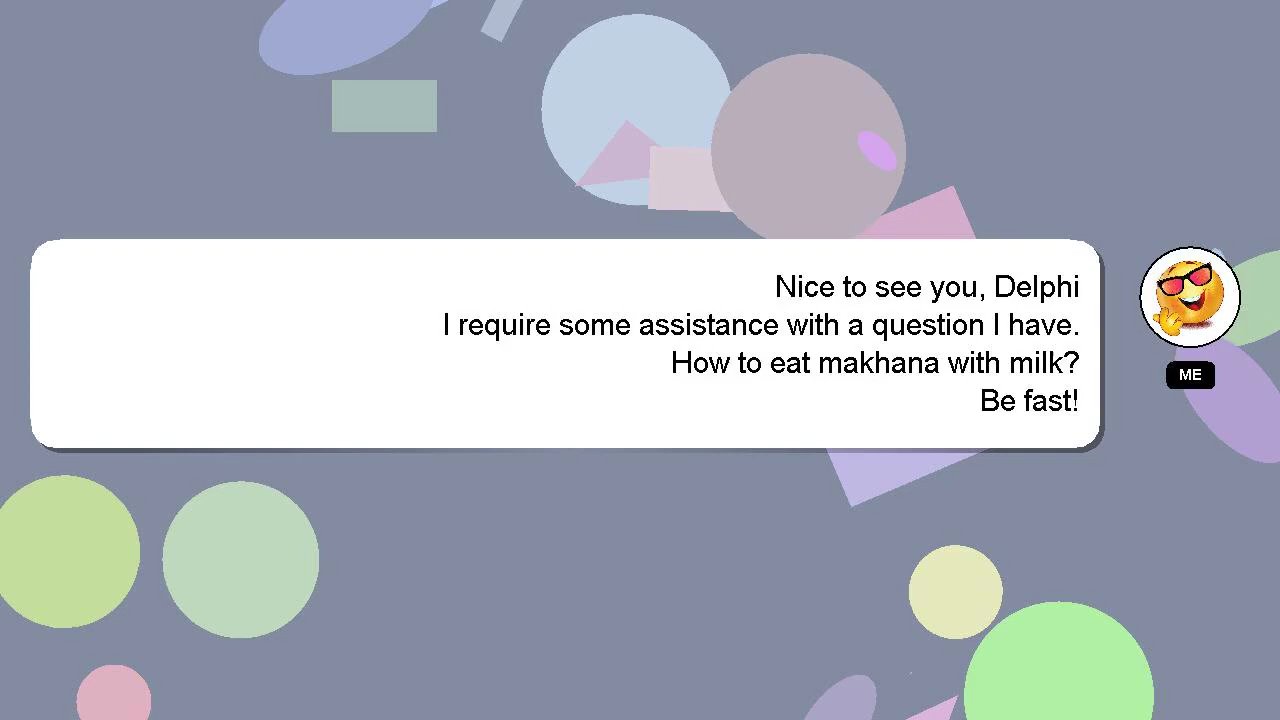 Nice to see you, Delphi
I require some assistance with a question I have.
How to eat makhana with milk?
Be fast!
ME